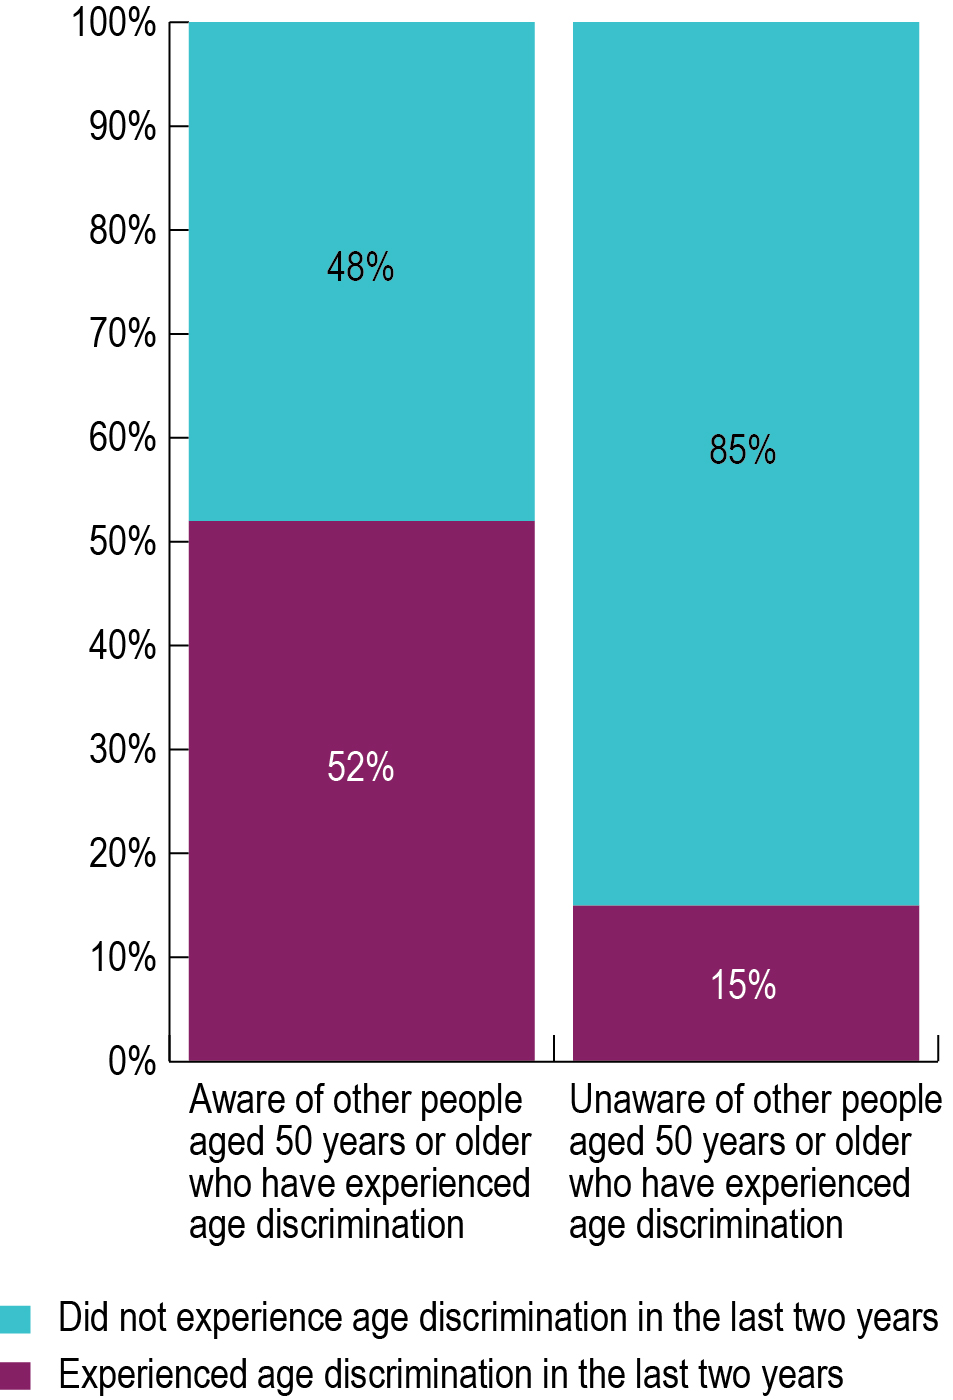 100%
90%
80%
70%
60%
50%
40%
30%
20%
10%
0%
48%
52%
85%
15%
Aware of other people
aged 50 years or older
who have experienced
age discrimination
Unaware of other people
aged 50 years or older
who have experienced
age discrimination
Did not experience age discrimination in the last two years
Experienced age discrimination in the last two years